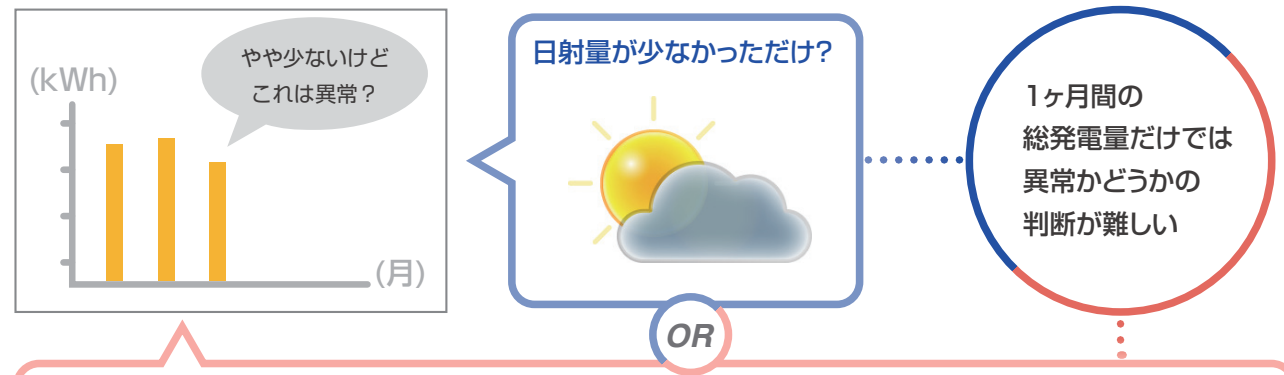 (kWh)
やや少ないけど
これは異常？
(月)
日射量が少なかっただけ?
OR
1ヶ月間の
総発電量だけでは
異常かどうかの
判断が難しい